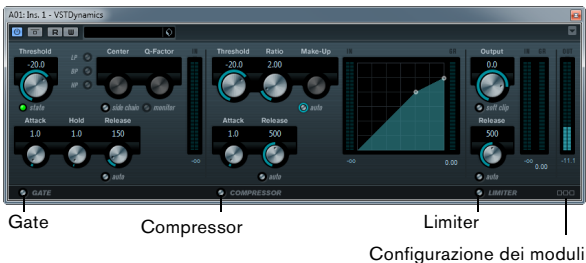 A01: Ins. 1 - VSTDynamics
R W
Threshold Center Q-Factor IN Threshold Ratio Make-Up IN GR Output IN GR OUT
-20.0 LP -20.0 2.00 0.0
BP
HP
state side chain monitor auto soft clip
Attack Hold Release Attack Release Release
1.0 1.0 150 1.0 500 500
auto auto -oo 0.00 auto
-oo -oo 0.00 -11.1
GATE COMPRESSOR LIMITER
Gate Compressor Limiter
Configurazione dei moduli